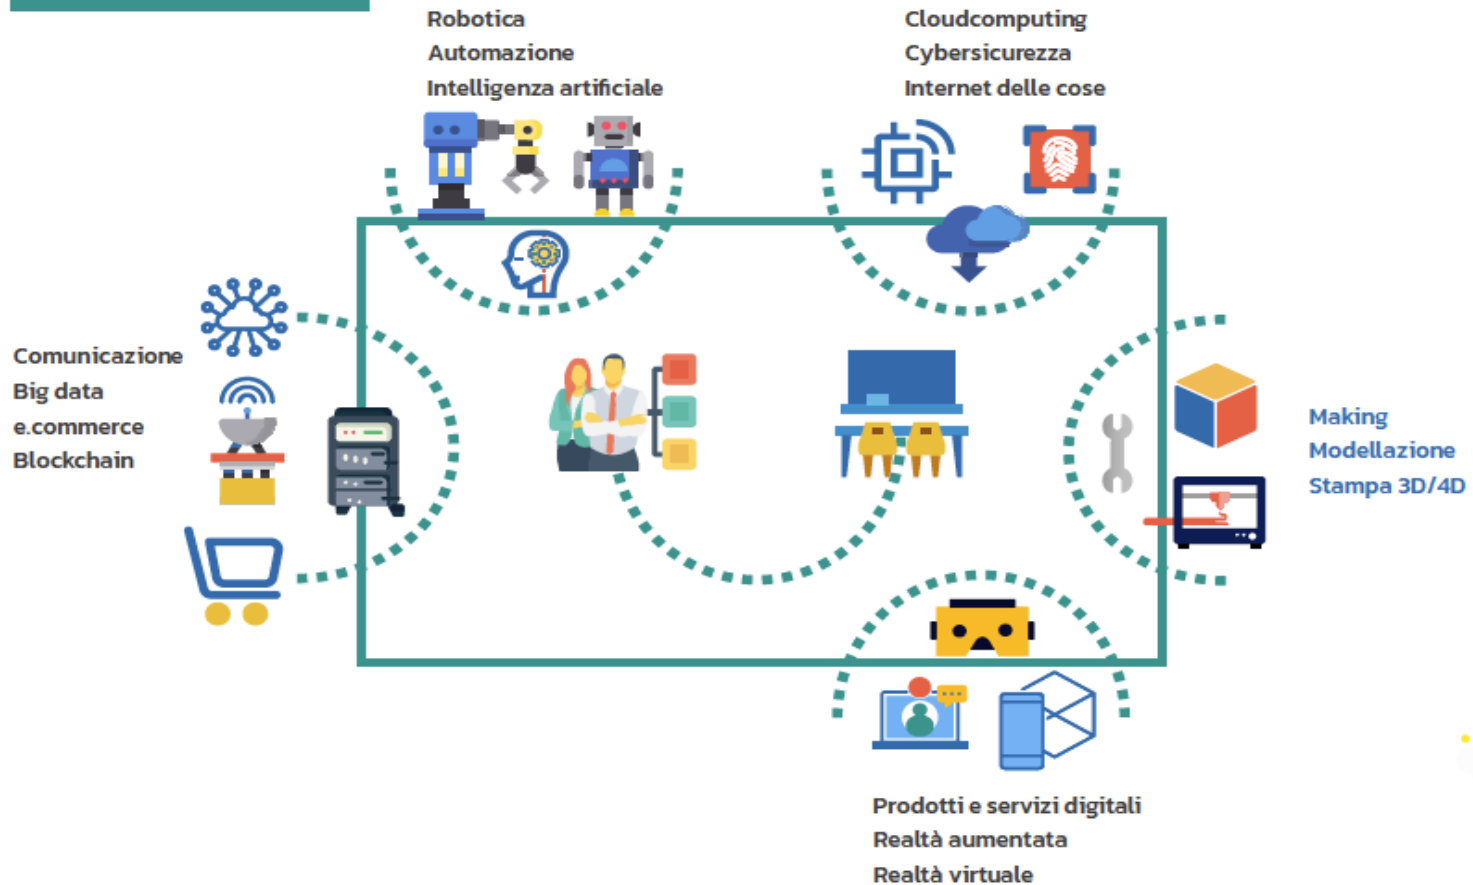 Robotica
Automazione
Intelligenza artificiale
Cloudcomputing
Cybersicurezza
Internet delle cose
Comunicazione
Big data
e.commerce
Blockchain
Making
Modellazione
Stampa 3D/4D
Prodotti e servizi digitali
Realtà aumentata
Realtà virtuale